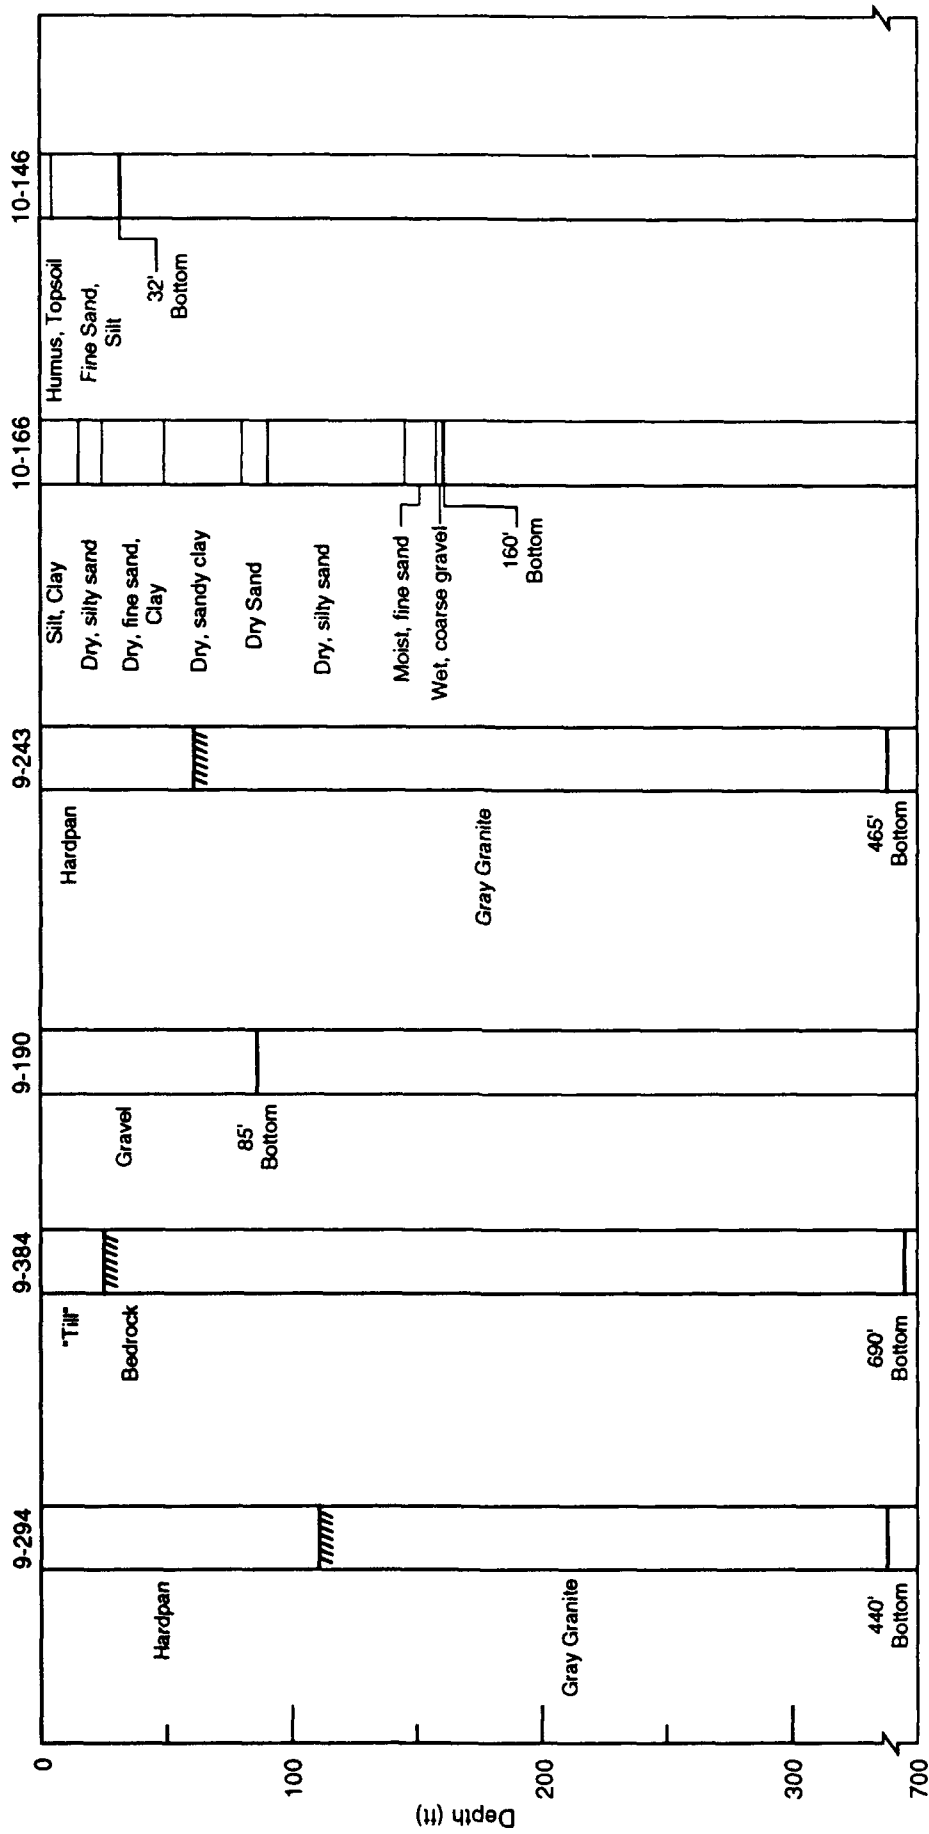 9-294
9-384
9-190
9-243
10-166
10-146
Depth (ft)
0
100
200
300
700
Hardpan
Gray Granite
440'
Bottom
"Till"
Bedrock
690'
Bottom
Gravel
85'
Bottom
Hardpan
Gray Granite
465'
Bottom
Silt, Clay
Dry, silty sand
Dry, fine sand,
Clay
Dry, sandy clay
Dry Sand
Dry, silty sand
Moist, fine sand
Wet, coarse gravel
160'
Bottom
Humus, Topsoil
Fine Sand,
Silt
32'
Bottom